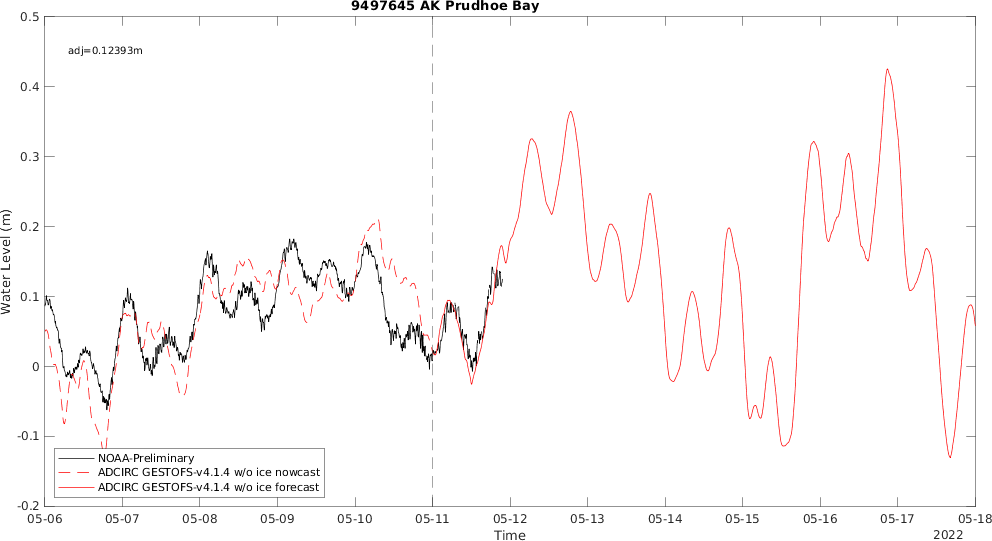 9497645 AK Prudhoe Bay
adj=0.12393m
Water Level (m)
0.5
0.4
0.3
0.2
0.1
0
-0.1
-0.2
NOAA-Preliminary
ADCIRC GESTOFS-v4.1.4 w/o ice nowcast
ADCIRC GESTOFS-v4.1.4 w/o ice forecast
05-06 05-07 05-08 05-09 05-10 05-11 05-12 05-13 05-14 05-15 05-16 05-17 05-18
Time
2022